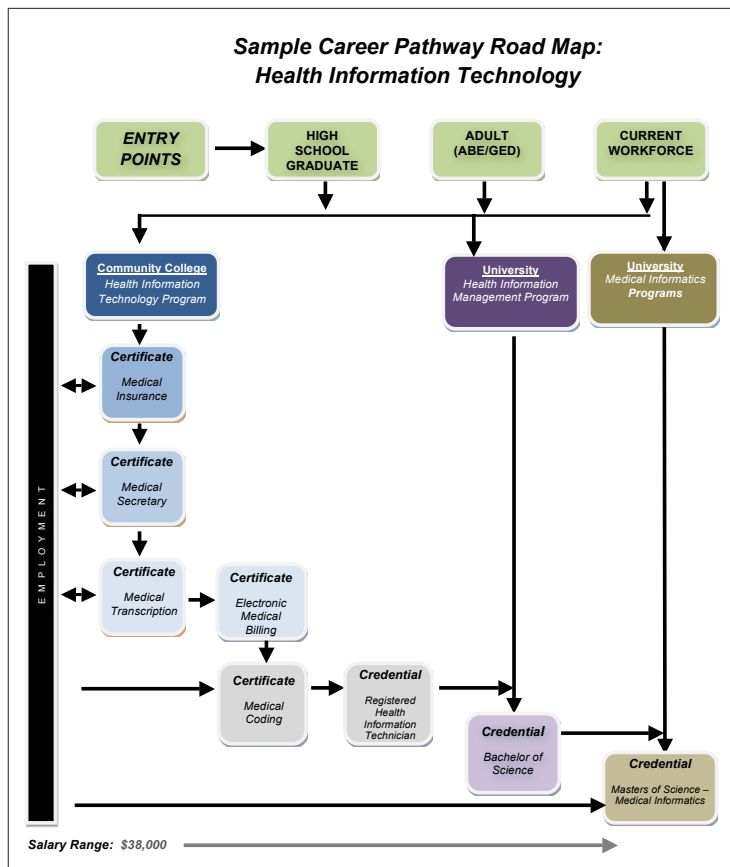 Sample Career Pathway Road Map:
Health Information Technology
ENTRY
POINTS
HIGH
SCHOOL
GRADUATE
ADULT
(ABE/GED)
CURRENT
WORKFORCE
Community College
Health Information
Technology Program
University
Health Information
Management Program
University
Medical Informatics
Programs
Certificate
Medical
Insurance
Certificate
Medical
Secretary
EMPLOYMENT
Certificate
Medical
Transcription
Certificate
Electronic
Medical
Billing
Certificate
Medical
Coding
Credential
Registered
Health
Information
Technician
Credential
Bachelor of
Science
Credential
Masters of Science –
Medical Informatics
Salary Range: $38,000